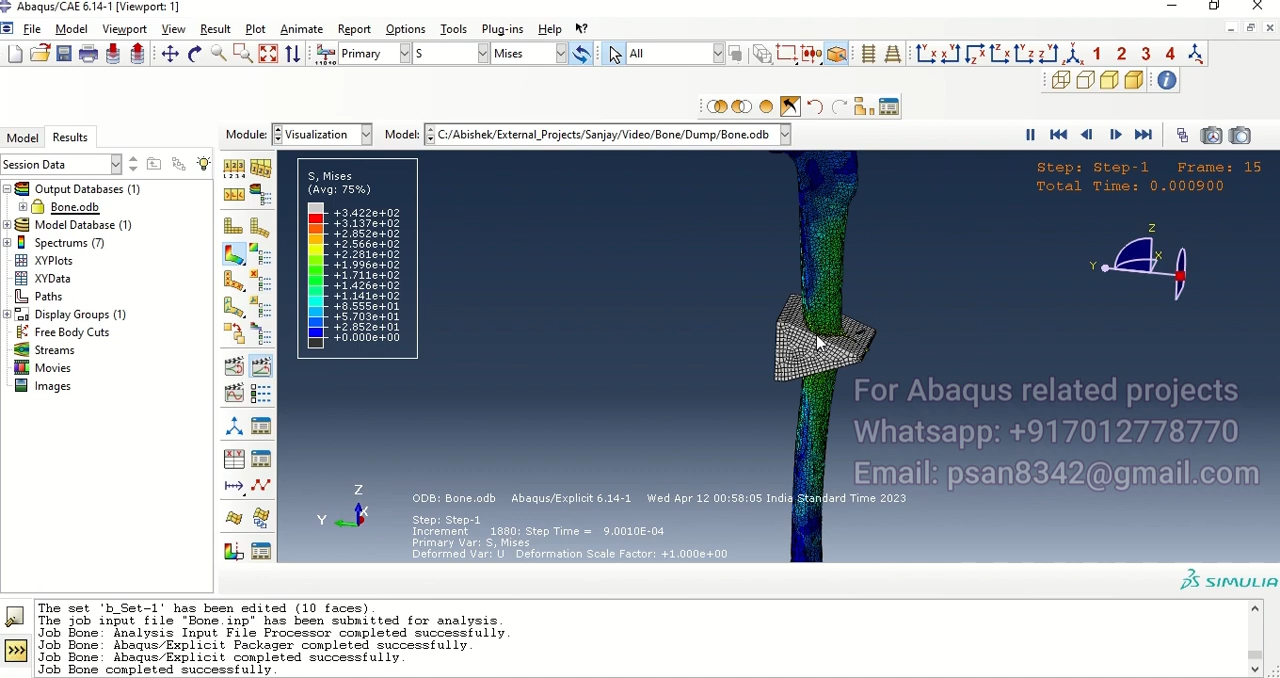 Abaqus/CAE 6.14-1 [Viewport: 1]
File Model Viewport View Result Plot Animate Report Options Tools Plug-ins Help
Primary S Mises All 1 2 3 4
Model Results Module: Visualization Model: C:/Abishek/External_Projects/Sanjay/Video/Bone/Dump/Bone.odb
Session Data
Output Databases (1)
Bone.odb
Model Database (1)
Spectrums (7)
XYPlots
XYData
Paths
Display Groups (1)
Free Body Cuts
Streams
Movies
Images
S, Mises
(Avg: 75%)
+3.422e+02
+3.137e+02
+2.852e+02
+2.566e+02
+2.281e+02
+1.996e+02
+1.711e+02
+1.426e+02
+1.141e+02
+8.555e+01
+5.703e+01
+2.852e+01
+0.000e+00
Step: Step-1 Frame: 15
Total Time: 0.000900
Z
X
Y
For Abaqus related projects
Whatsapp: +917012778770
Email: psan8342@gmail.com
Z
Y X
ODB: Bone.odb Abaqus/Explicit 6.14-1 Wed Apr 12 00:58:05 India Standard Time 2023
Step: Step-1
Increment 1880: Step Time = 9.0010E-04
Primary Var: S, Mises
Deformed Var: U Deformation Scale Factor: +1.000e+00
SIMULIA
The set 'b_Set-1' has been edited (10 faces).
The job input file "Bone.inp" has been submitted for analysis.
Job Bone: Analysis Input File Processor completed successfully.
Job Bone: Abaqus/Explicit Packager completed successfully.
Job Bone: Abaqus/Explicit completed successfully.
Job Bone completed successfully.